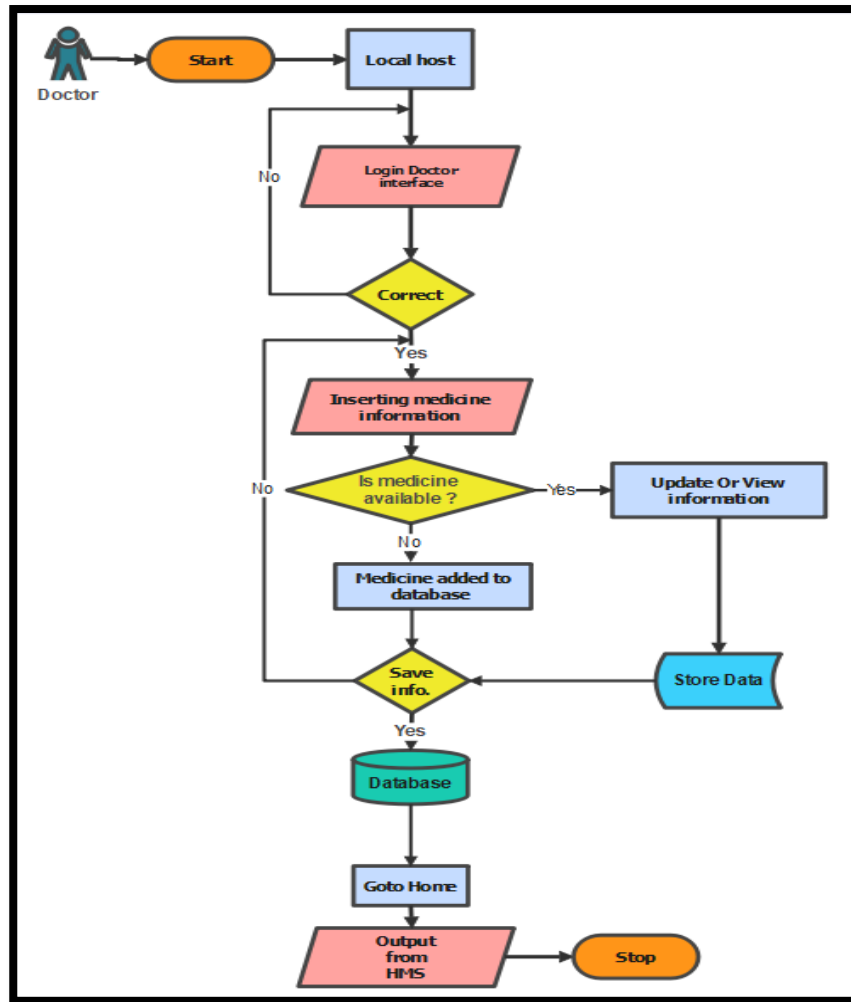 Doctor
Start
Local host
No
Login Doctor
interface
Correct
Yes
Inserting medicine
information
No
Is medicine
available ?
Yes
Update Or View
information
No
Medicine added to
database
Save
info.
Store Data
Yes
Database
Goto Home
Output
from
HMS
Stop